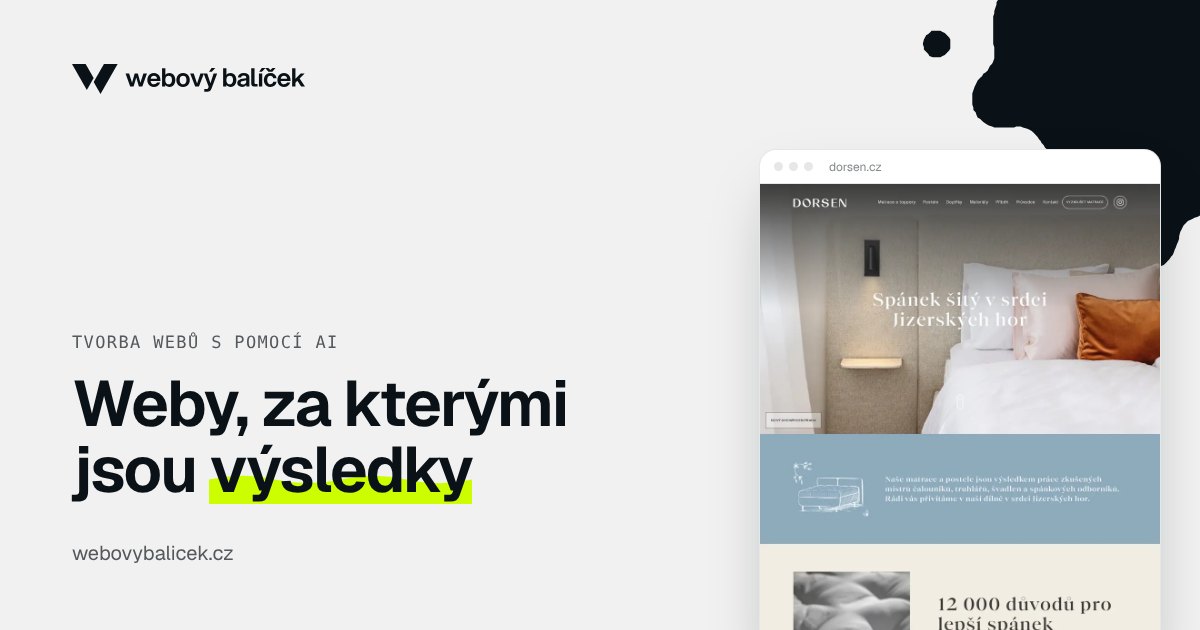 webový balíček
TVORBA WEBŮ S POMOCÍ AI
Weby, za kterými
jsou výsledky
webovybalicek.cz
dorsen.cz
DORSEN
Matrace a toppery Postele Doplňky Materiály Příběh Průvodce Kontakt
Spánek šitý v srdci
Jizerských hor
Naše matrace a postele jsou výsledkem práce zkušených
mistrů čalouníků, truhlářů, švadlen a spánkových odborníků.
Rádi vás přivítáme v naší dílně v srdci Jizerských hor.
12 000 důvodů pro
lepší spánek